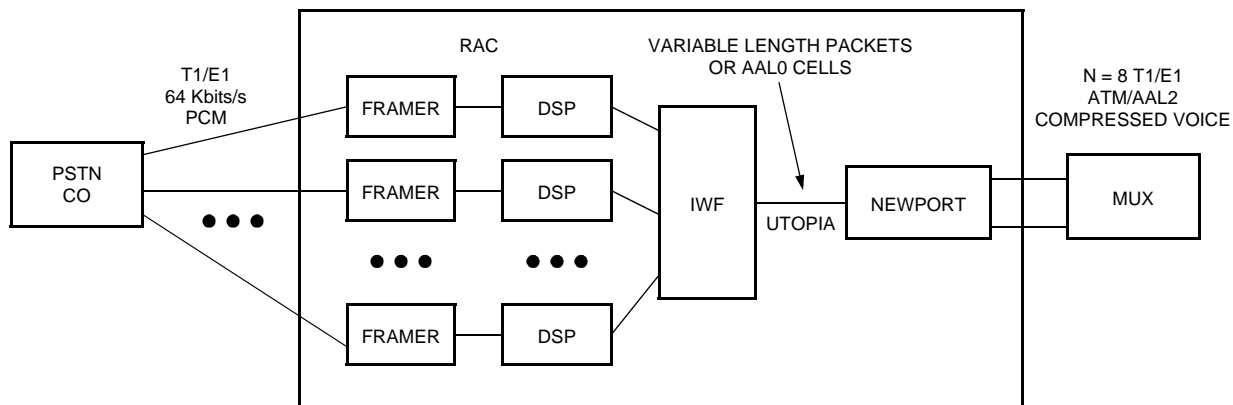 RAC
VARIABLE LENGTH PACKETS
OR AAL0 CELLS
T1/E1
64 Kbits/s
PCM
N = 8 T1/E1
ATM/AAL2
COMPRESSED VOICE
FRAMER
DSP
PSTN
CO
FRAMER
DSP
IWF
UTOPIA
NEWPORT
MUX
FRAMER
DSP